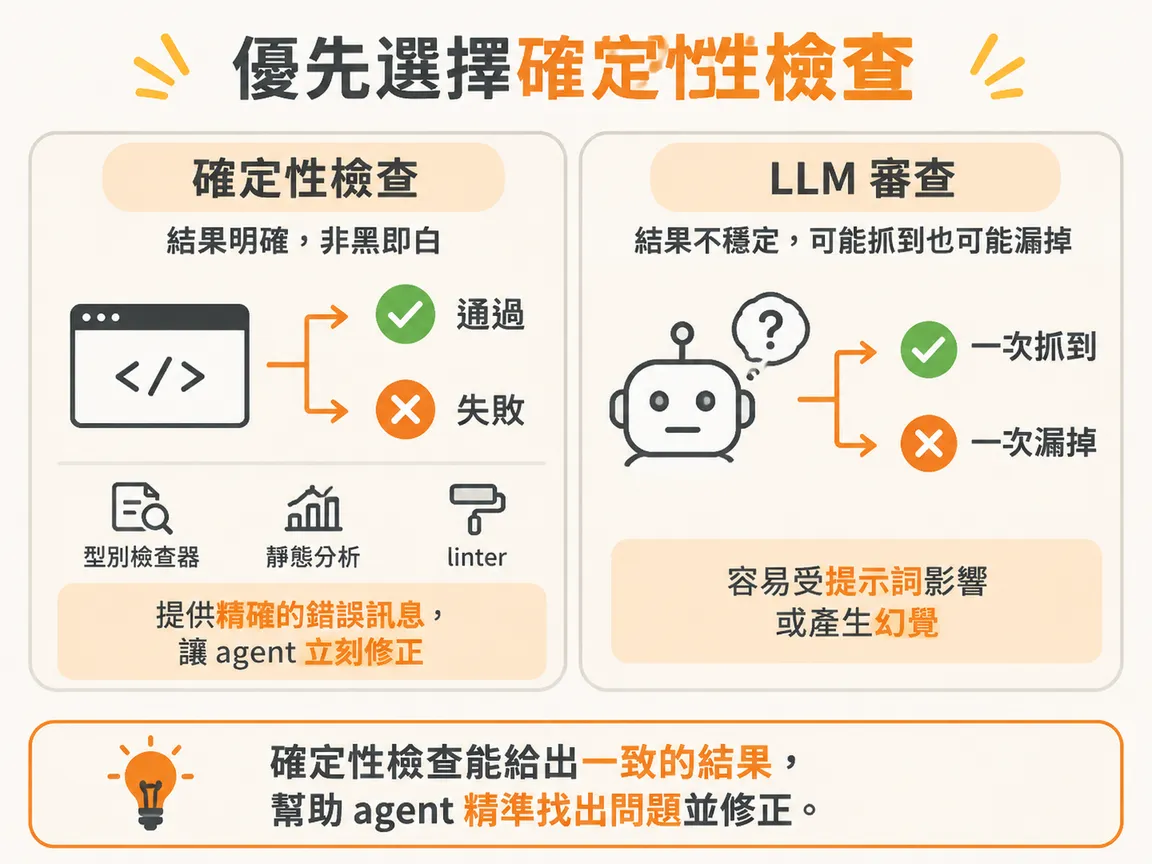 優先選擇確定性檢查
確定性檢查
結果明確，非黑即白
</>
通過
失敗
型別檢查器
靜態分析
linter
提供精確的錯誤訊息，
讓 agent 立刻修正
LLM 審查
結果不穩定，可能抓到也可能漏掉
?
一次抓到
一次漏掉
容易受提示詞影響
或產生幻覺
確定性檢查能給出一致的結果，
幫助 agent 精準找出問題並修正。